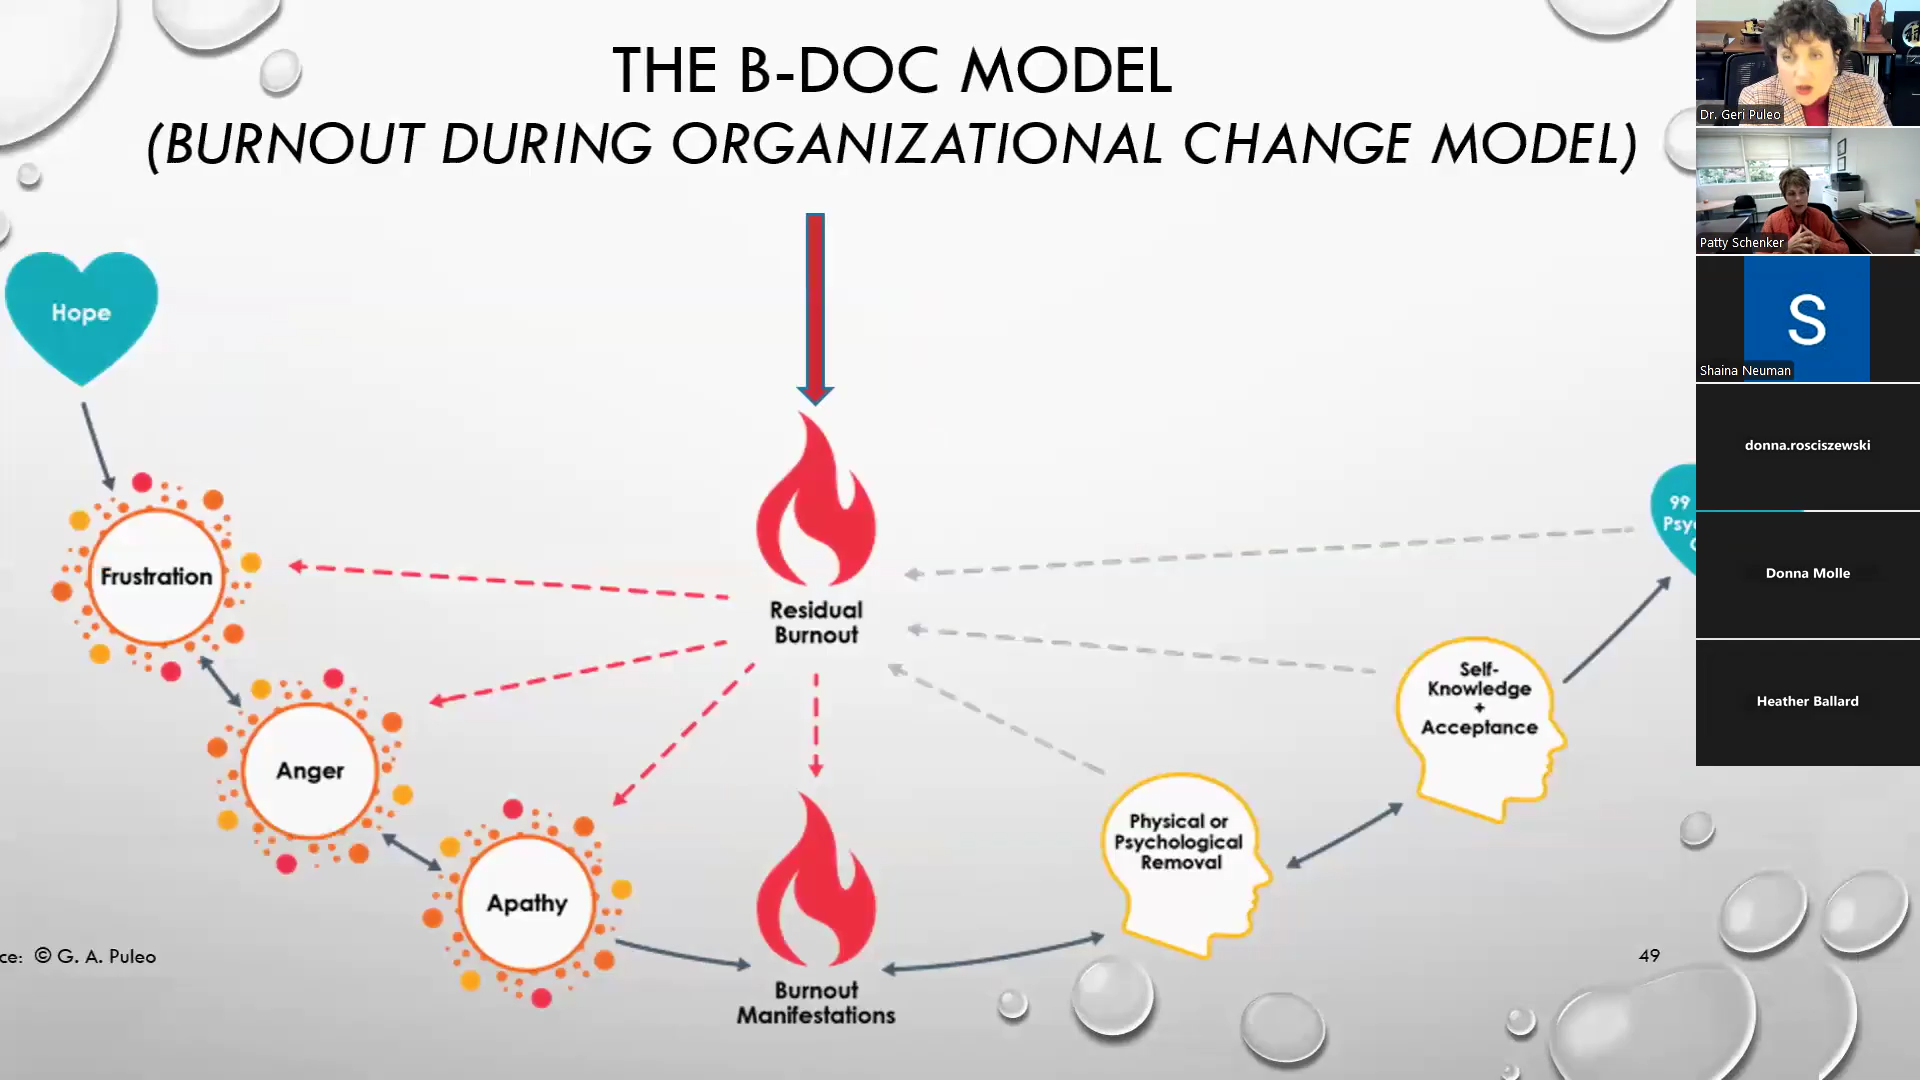 THE B-DOC MODEL
(BURNOUT DURING ORGANIZATIONAL CHANGE MODEL)
Hope
Frustration
Anger
Apathy
Residual
Burnout
Burnout
Manifestations
Physical or
Psychological
Removal
Self-
Knowledge
+
Acceptance
99
Psy
ce: © G. A. Puleo
49
Dr. Geri Puleo
Patty Schenker
S
Shaina Neuman
donna.rosciszewski
Donna Molle
Heather Ballard